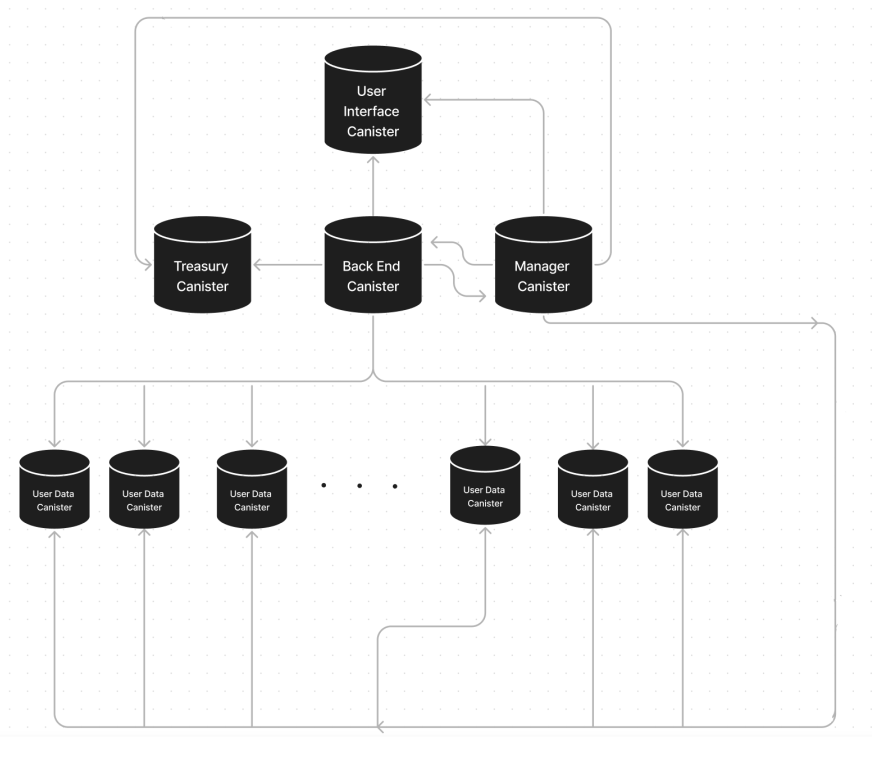 User
Interface
Canister
Treasury
Canister
Back End
Canister
Manager
Canister
User Data
Canister
User Data
Canister
User Data
Canister
User Data
Canister
User Data
Canister
User Data
Canister